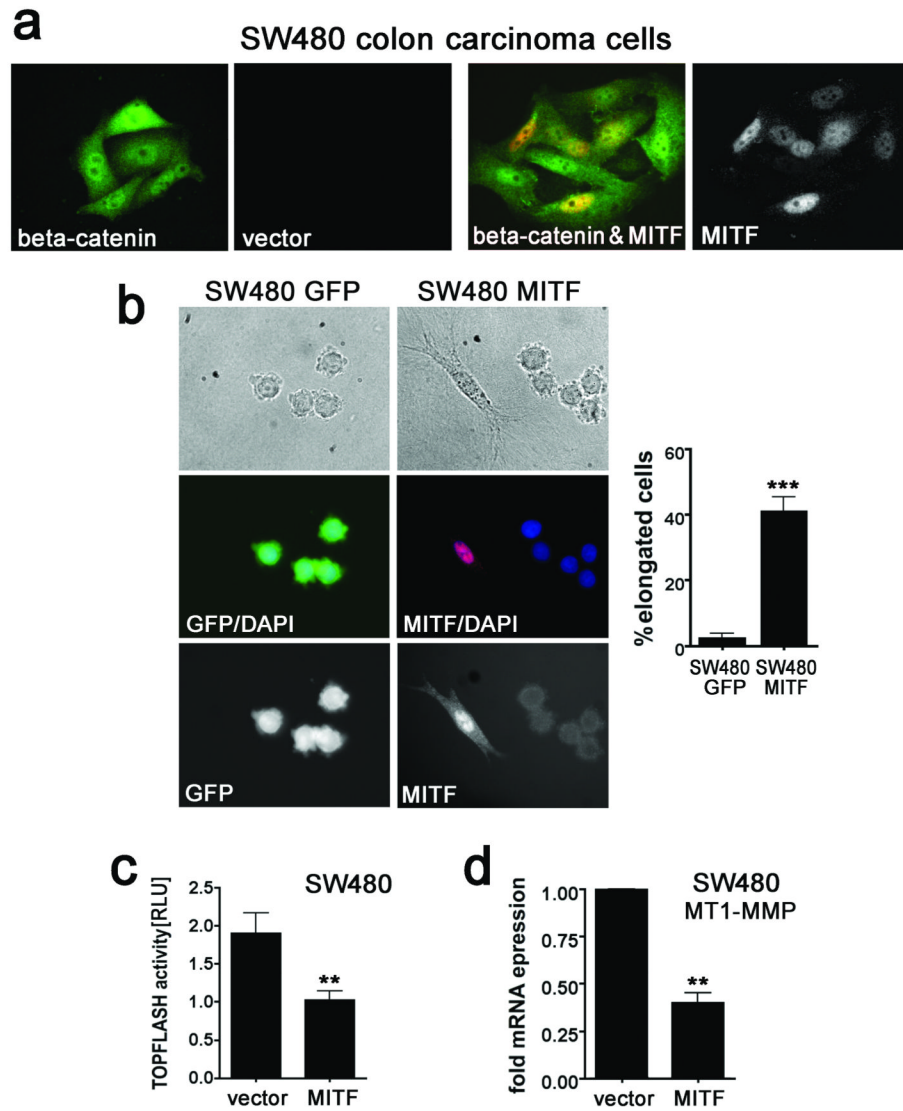 a
SW480 colon carcinoma cells
beta-catenin
vector
beta-catenin & MITF
MITF
b
SW480 GFP
SW480 MITF
GFP/DAPI
MITF/DAPI
GFP
MITF
% elongated cells
60
40
20
0
***
SW480 GFP
SW480 MITF
c
SW480
TOPFLASH activity[RLU]
2.5
2.0
1.5
1.0
0.5
0.0
**
vector
MITF
d
SW480
MT1-MMP
fold mRNA epression
1.00
0.75
0.50
0.25
0.00
**
vector
MITF